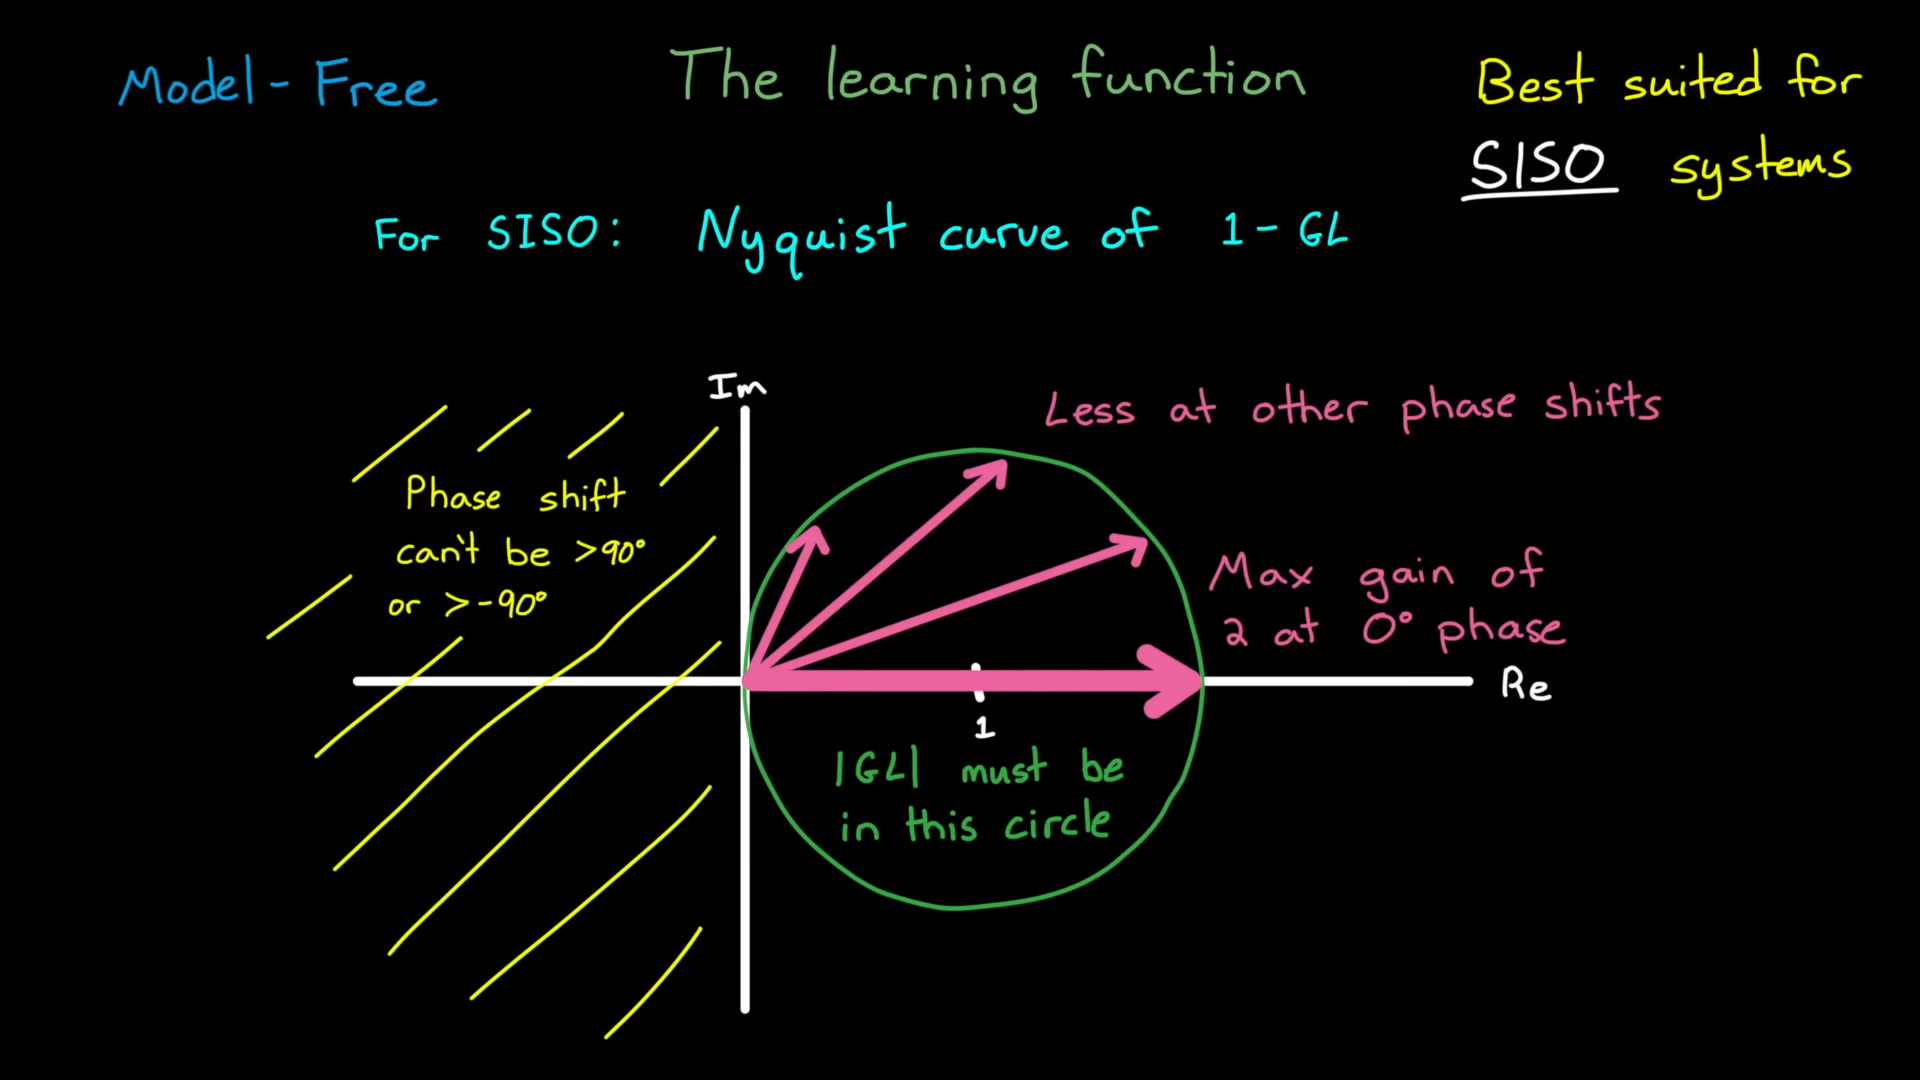 Model-Free
The learning function
Best suited for
SISO systems
For SISO: Nyquist curve of 1-GL
Im
Less at other phase shifts
Phase shift
can't be >90°
or >-90°
Max gain of
2 at 0° phase
Re
1
|GL| must be
in this circle